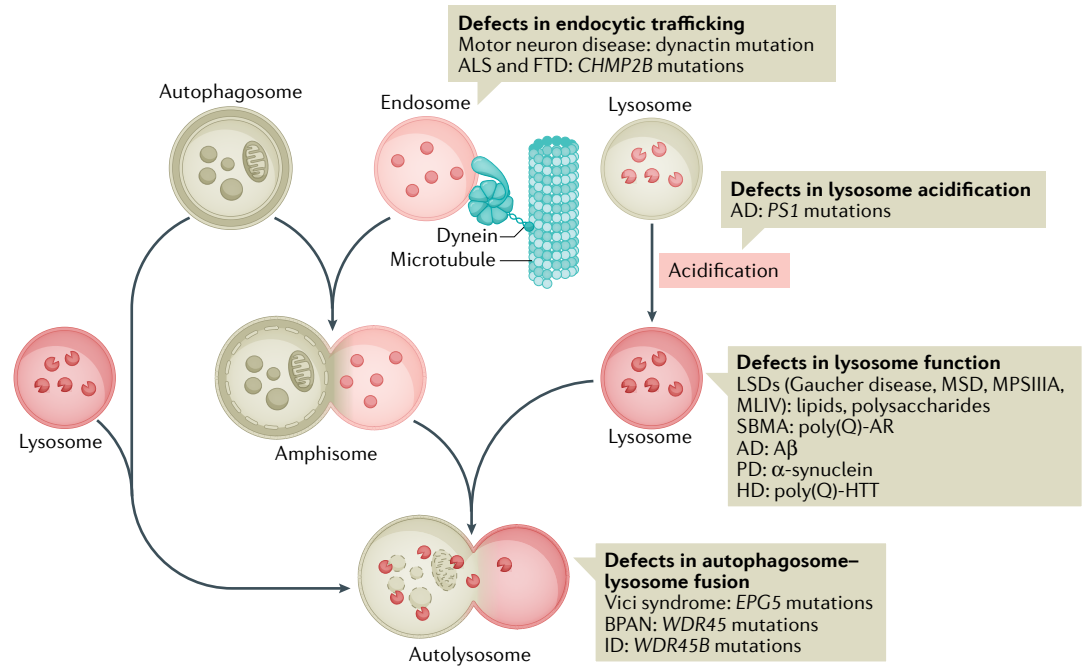 Defects in endocytic trafficking
Motor neuron disease: dynactin mutation
ALS and FTD: CHMP2B mutations
Autophagosome
Endosome
Lysosome
Defects in lysosome acidification
AD: PS1 mutations
Dynein
Microtubule
Acidification
Lysosome
Amphisome
Lysosome
Defects in lysosome function
LSDs (Gaucher disease, MSD, MPSIIIA,
MLIV): lipids, polysaccharides
SBMA: poly(Q)-AR
AD: Aβ
PD: α-synuclein
HD: poly(Q)-HTT
Defects in autophagosome–
lysosome fusion
Vici syndrome: EPG5 mutations
BPAN: WDR45 mutations
ID: WDR45B mutations
Autolysosome